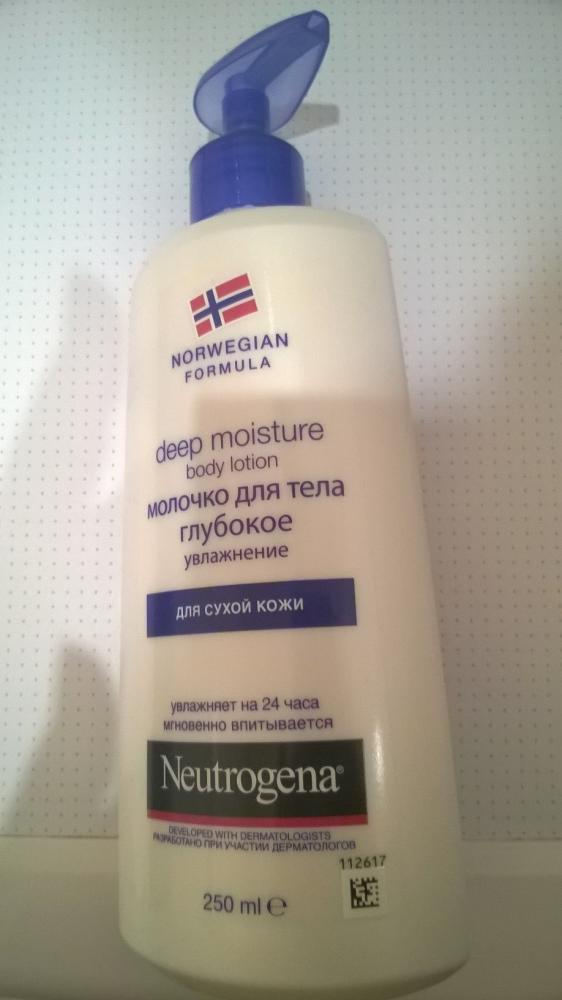 NORWEGIAN
FORMULA
deep moisture
body lotion
молочко для тела
глубокое
увлажнение
для сухой кожи
увлажняет на 24 часа
мгновенно впитывается
Neutrogena®
DEVELOPED WITH DERMATOLOGISTS
РАЗРАБОТАНО ПРИ УЧАСТИИ ДЕРМАТОЛОГОВ
112617
250 ml ℮